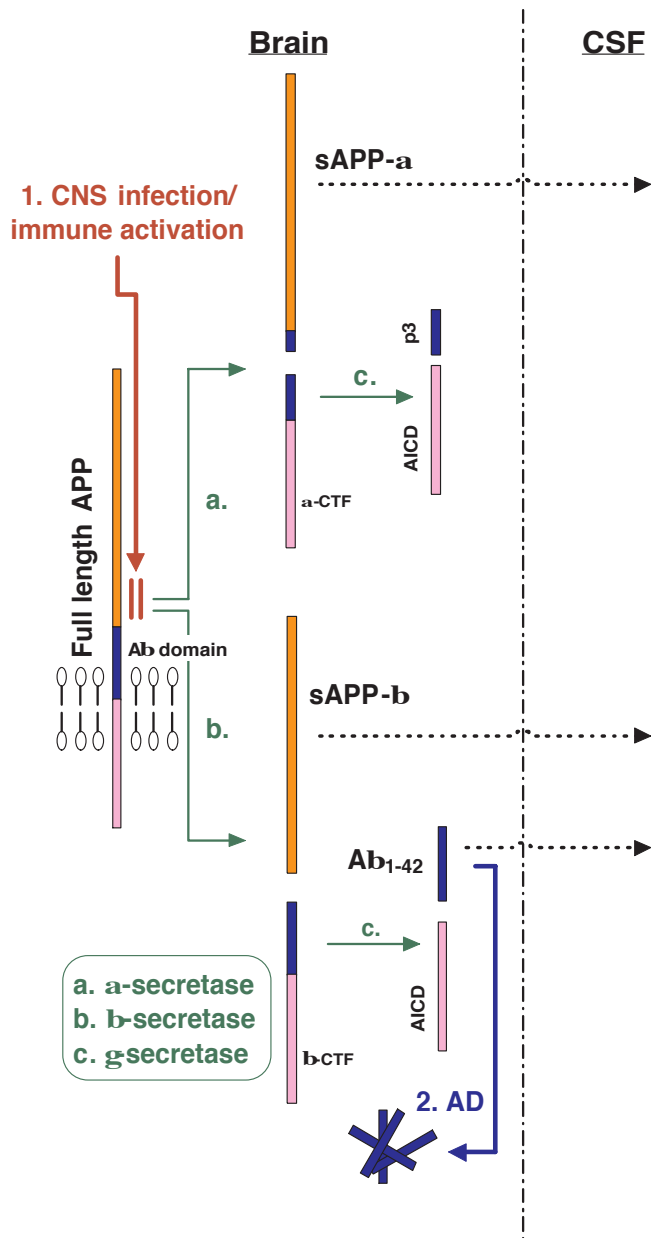 Brain
CSF
sAPP-a
1. CNS infection/
immune activation
p3
c.
AICD
a-CTF
a.
Full length APP
Ab domain
sAPP-b
b.
Ab1-42
c.
AICD
a. a-secretase
b. b-secretase
c. g-secretase
b-CTF
2. AD